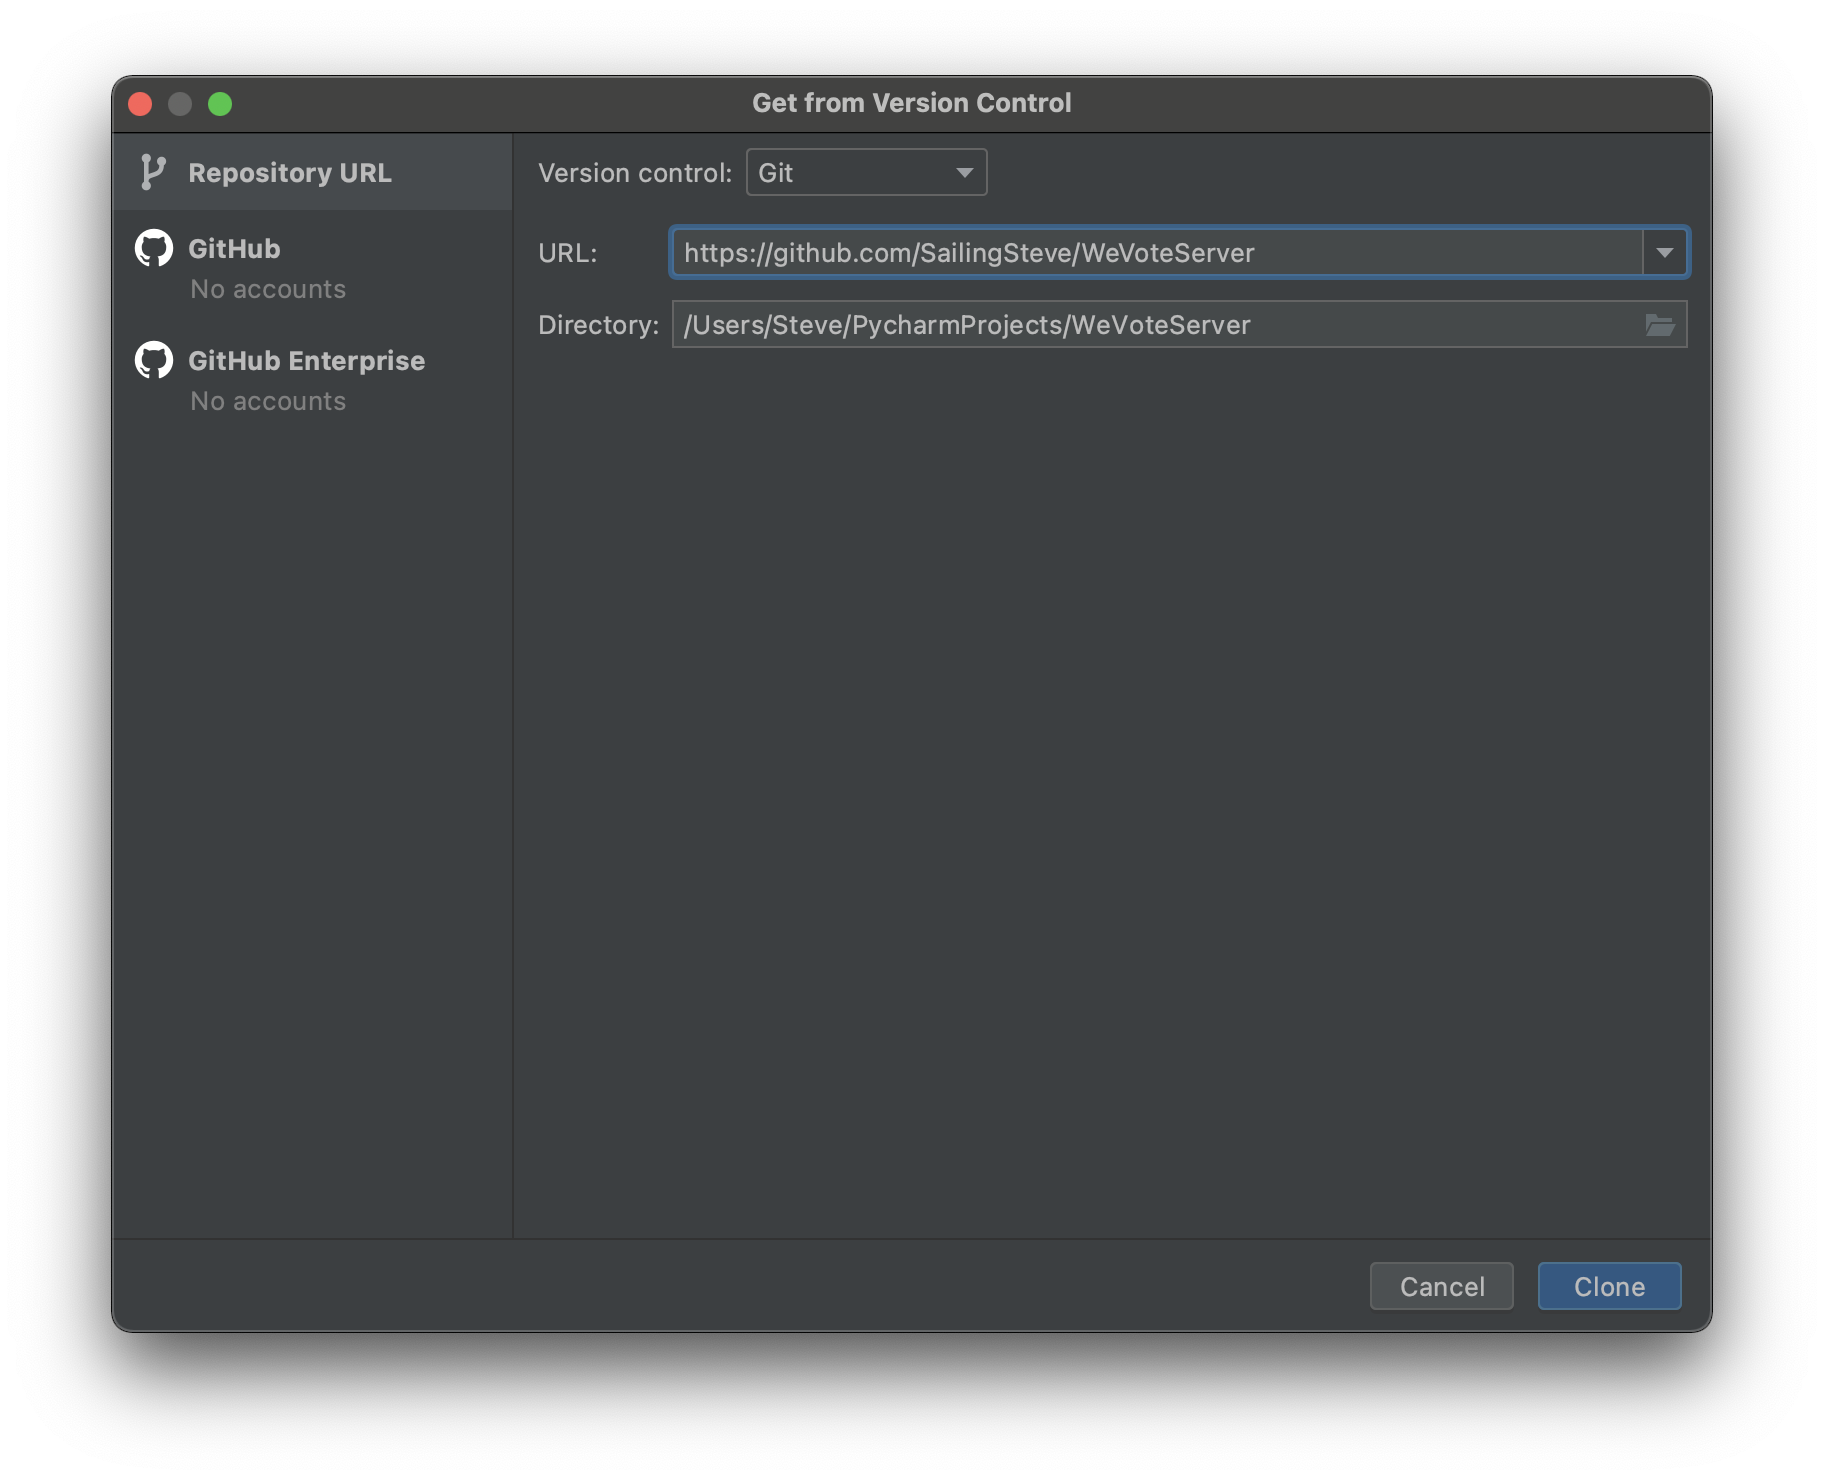 Get from Version Control
Repository URL
GitHub
No accounts
GitHub Enterprise
No accounts
Version control: Git
URL: https://github.com/SailingSteve/WeVoteServer
Directory: /Users/Steve/PycharmProjects/WeVoteServer
Cancel Clone